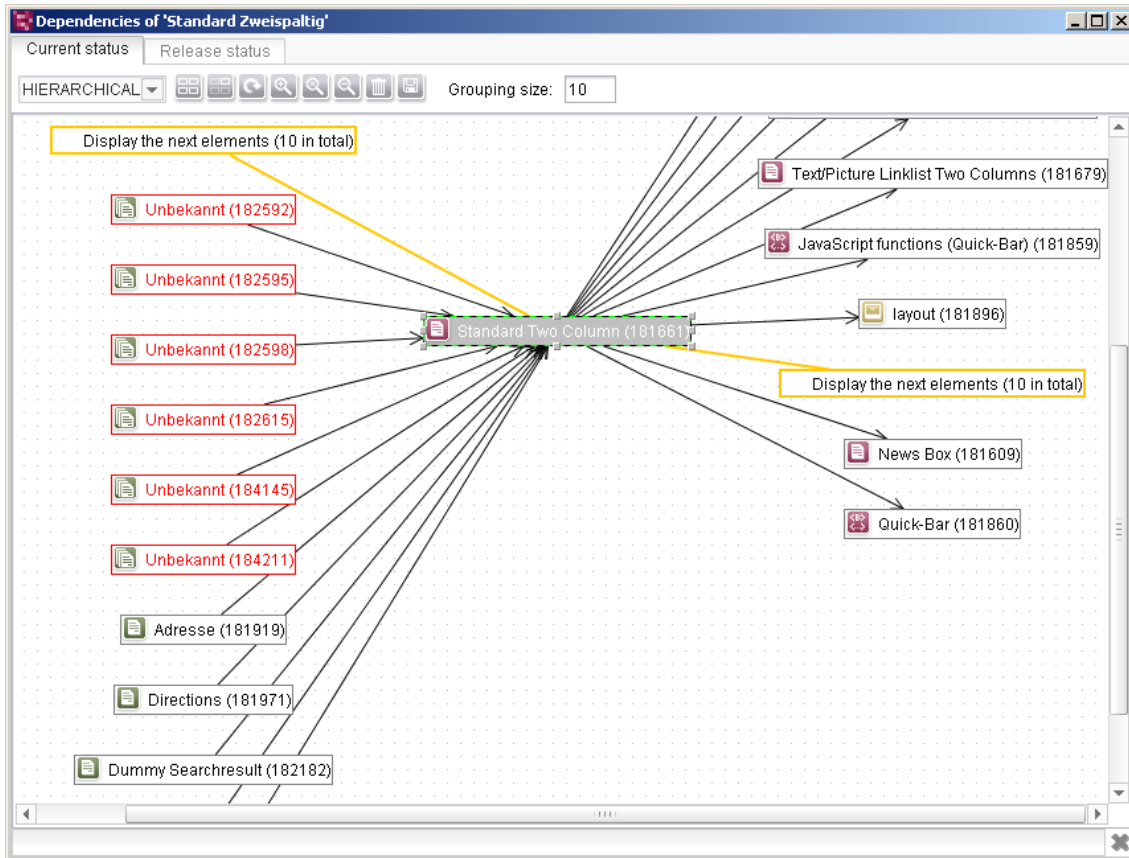 Dependencies of 'Standard Zweispaltig'
Current status
Release status
HIERARCHICAL
Grouping size:
10
Display the next elements (10 in total)
Text/Picture Linklist Two Columns (181679)
Unbekannt (182592)
JavaScript functions (Quick-Bar) (181859)
Unbekannt (182595)
layout (181896)
Standard Two Column (181661)
Unbekannt (182598)
Display the next elements (10 in total)
Unbekannt (182615)
News Box (181609)
Unbekannt (184145)
Quick-Bar (181860)
Unbekannt (184211)
Adresse (181919)
Directions (181971)
Dummy Searchresult (182182)